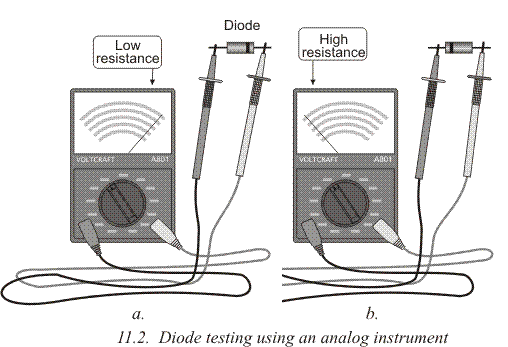 Diode
Low
resistance
High
resistance
VOLTCRAFT A801
VOLTCRAFT A801
a.
b.
11.2. Diode testing using an analog instrument